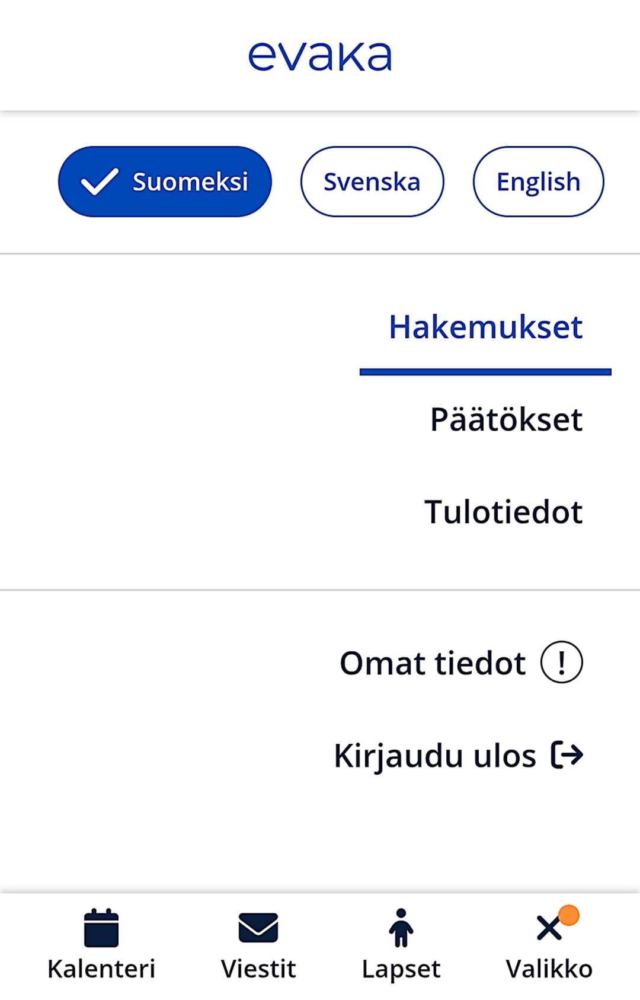 evaka
Suomeksi Svenska English
Hakemukset
Päätökset
Tulotiedot
Omat tiedot !
Kirjaudu ulos
Kalenteri Viestit Lapset Valikko